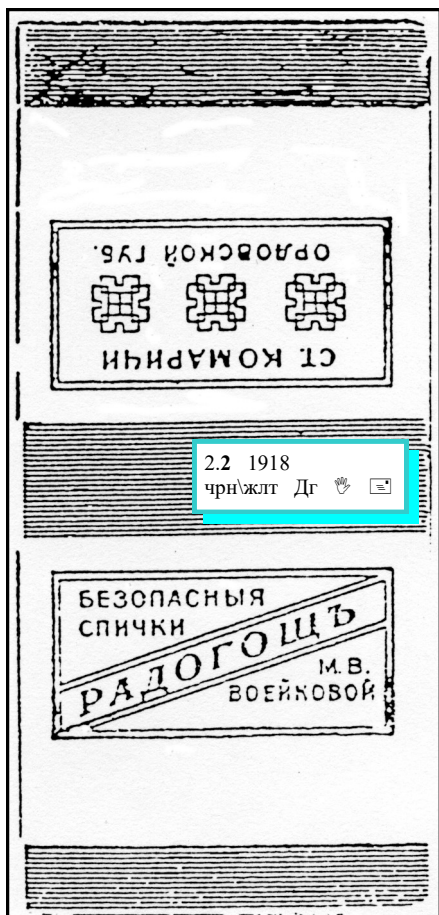 СТ. КОМАРИЧИ
ОРЛОВСКОЙ ГУБ.
2.2 1918
чрн\жлт Дг
БЕЗОПАСНЫЯ
СПИЧКИ
РАДОГОЩЪ
М.В.
ВОЕЙКОВОЙ